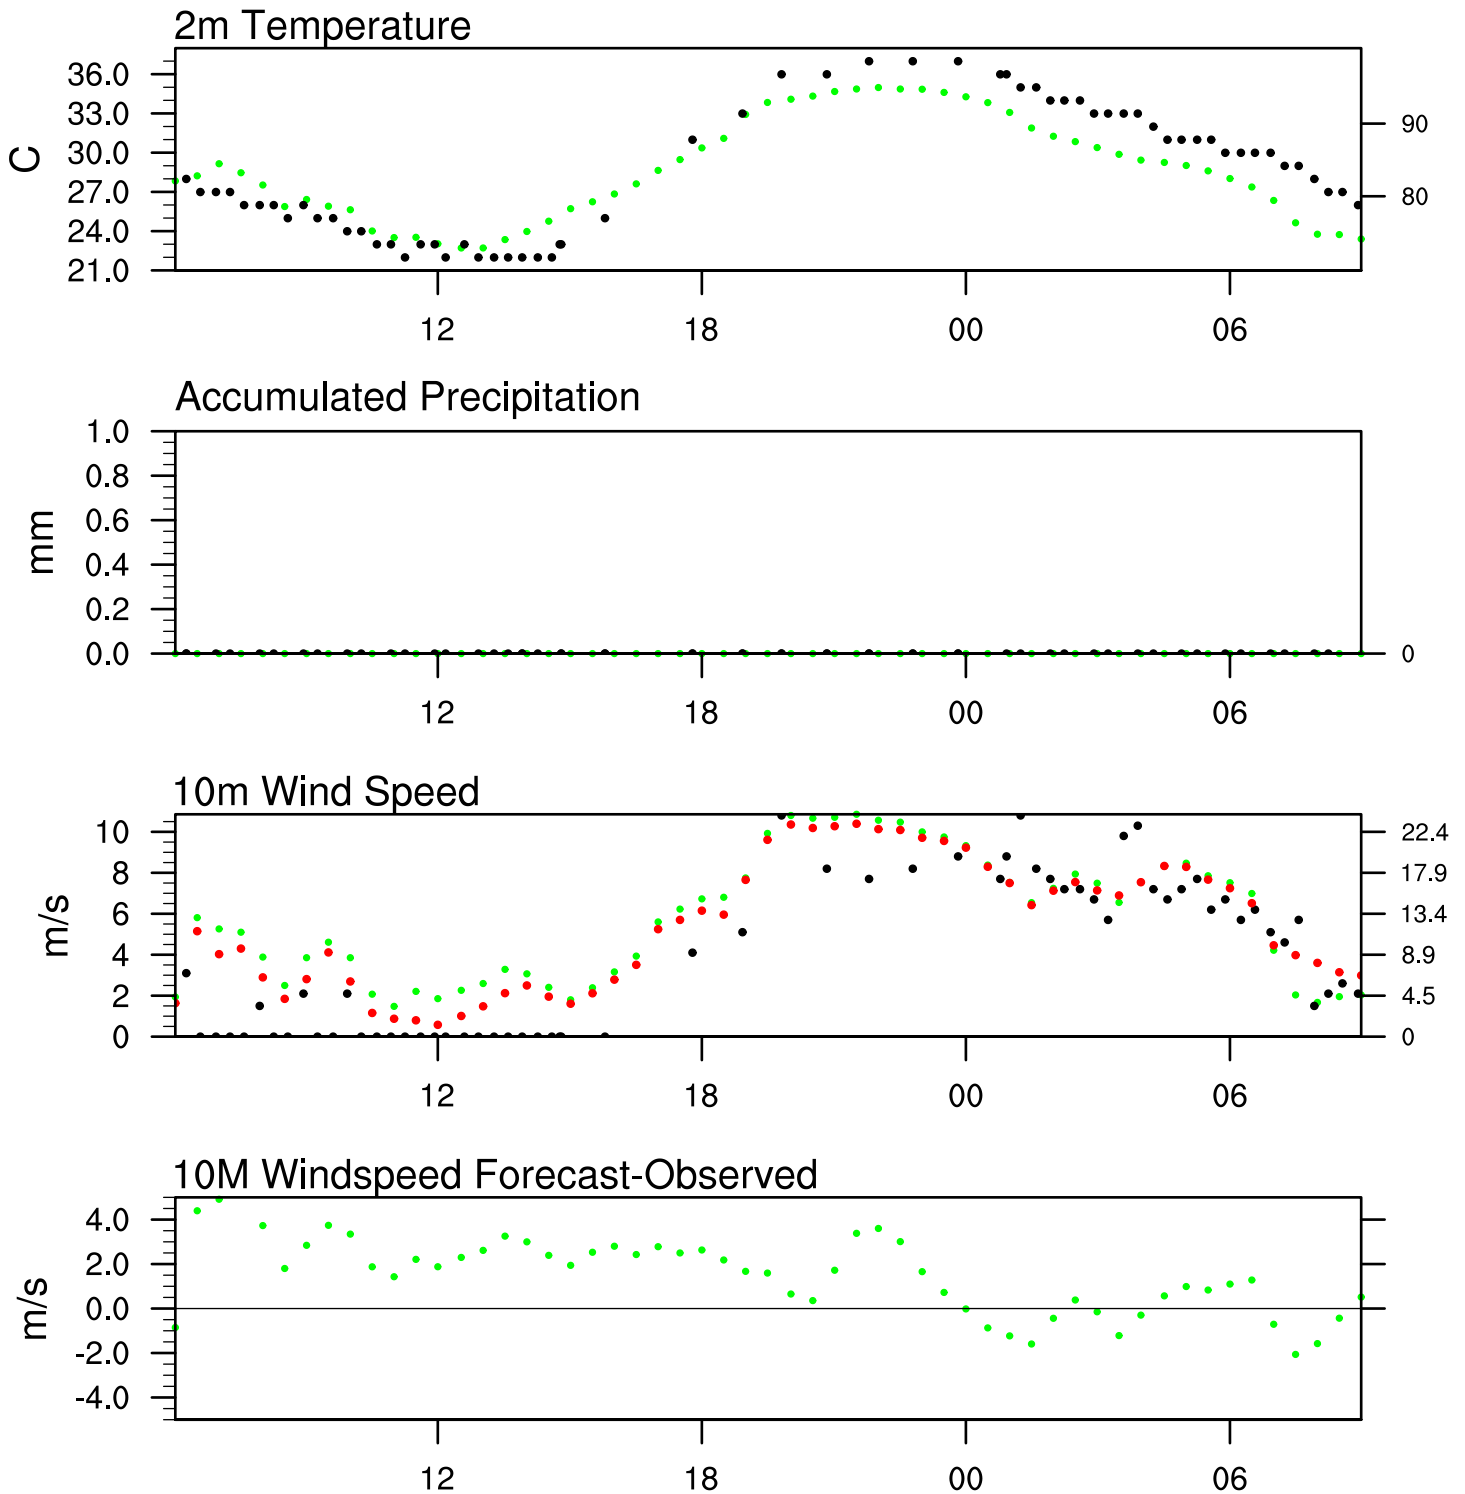 2m Temperature
36.0
33.0
30.0
27.0
24.0
21.0
C
90
80
12 18 00 06
Accumulated Precipitation
1.0
0.8
0.6
0.4
0.2
0.0
mm
0
12 18 00 06
10m Wind Speed
10
8
6
4
2
0
m/s
22.4
17.9
13.4
8.9
4.5
0
12 18 00 06
10M Windspeed Forecast-Observed
4.0
2.0
0.0
-2.0
-4.0
m/s
12 18 00 06